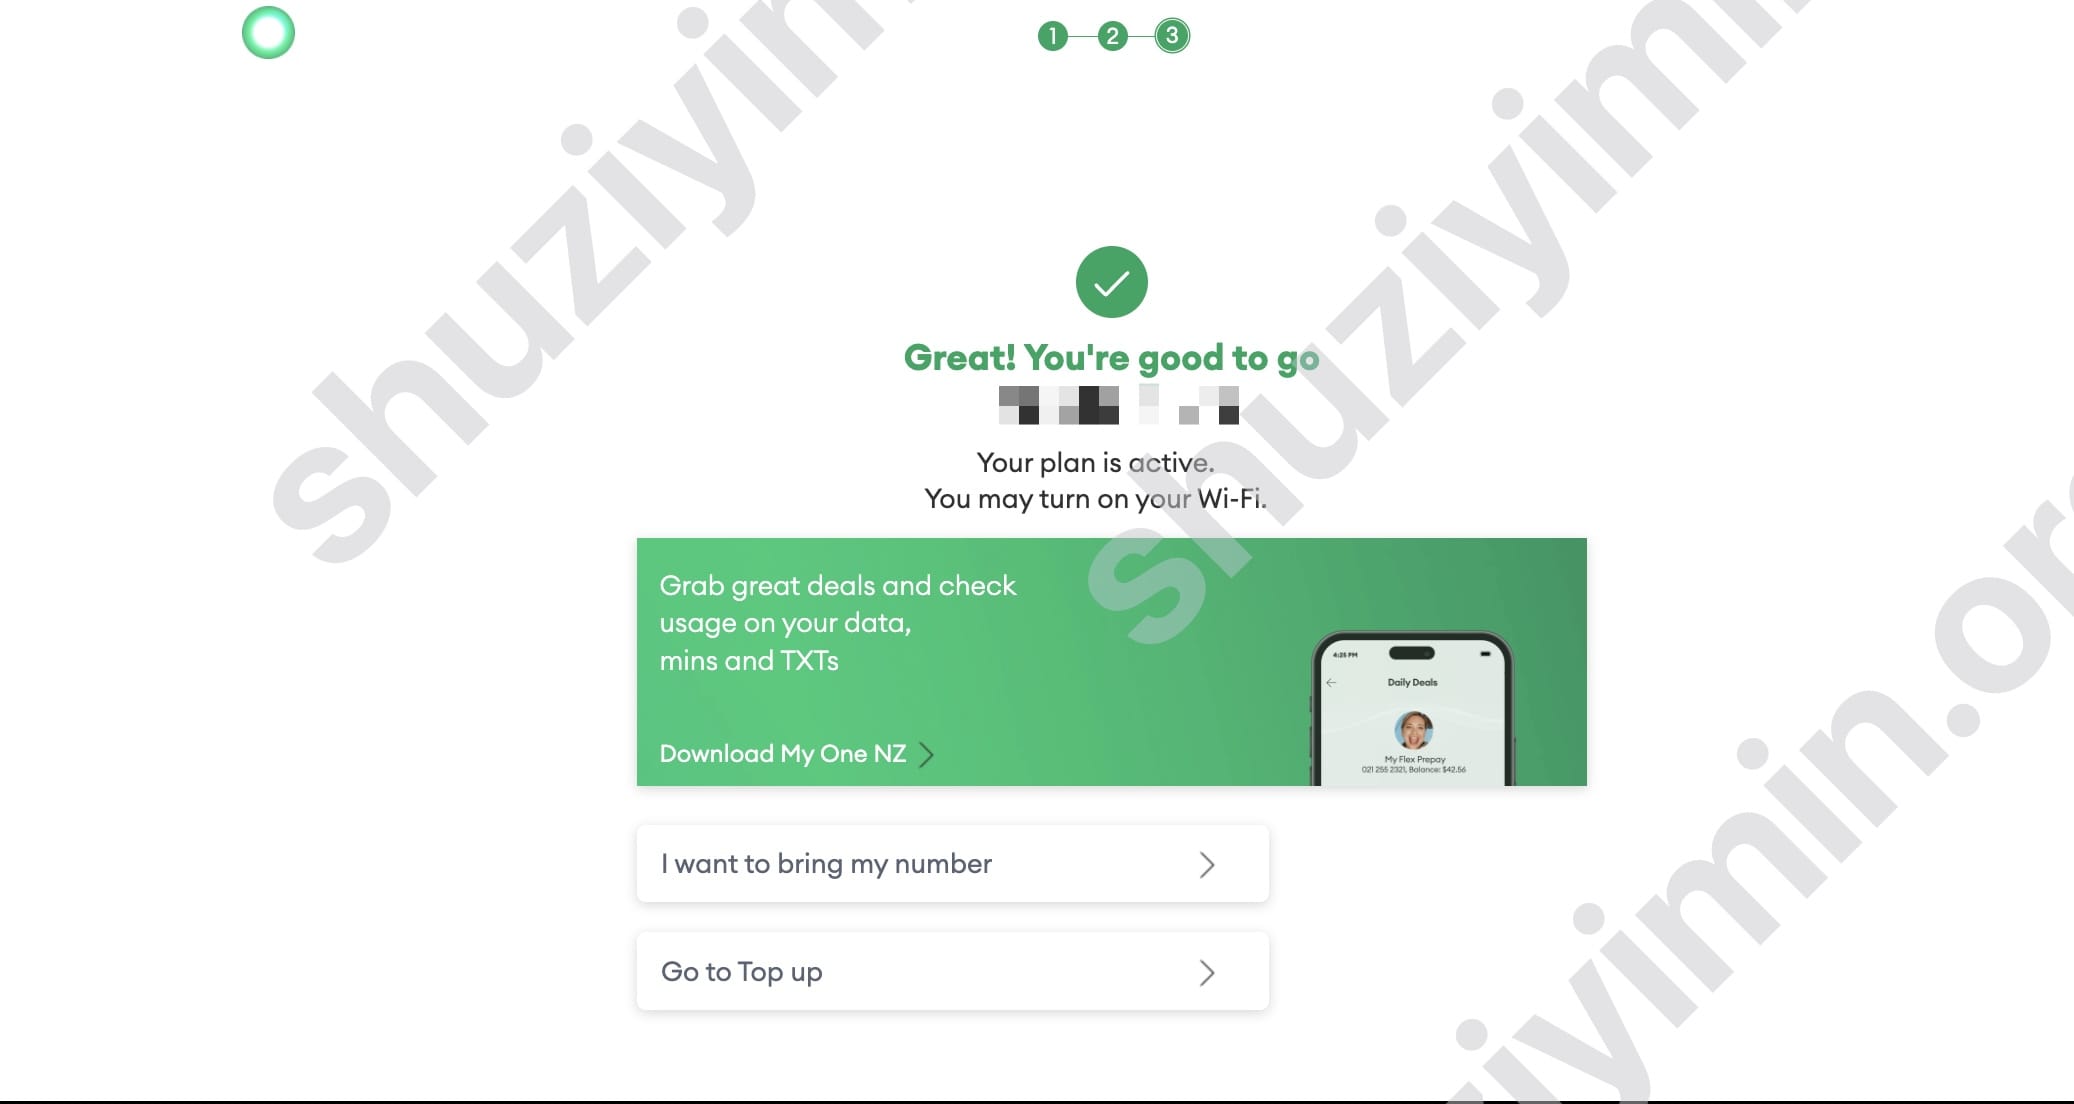 1 2 3
Great! You're good to go
Your plan is active.
You may turn on your Wi-Fi.
Grab great deals and check
usage on your data,
mins and TXTs
Download My One NZ
4:25 PM
Daily Deals
My Flex Prepay
021 255 2321, Balance: $42.56
I want to bring my number
Go to Top up
shuziyimin
shuziyimin
ziyimin.or